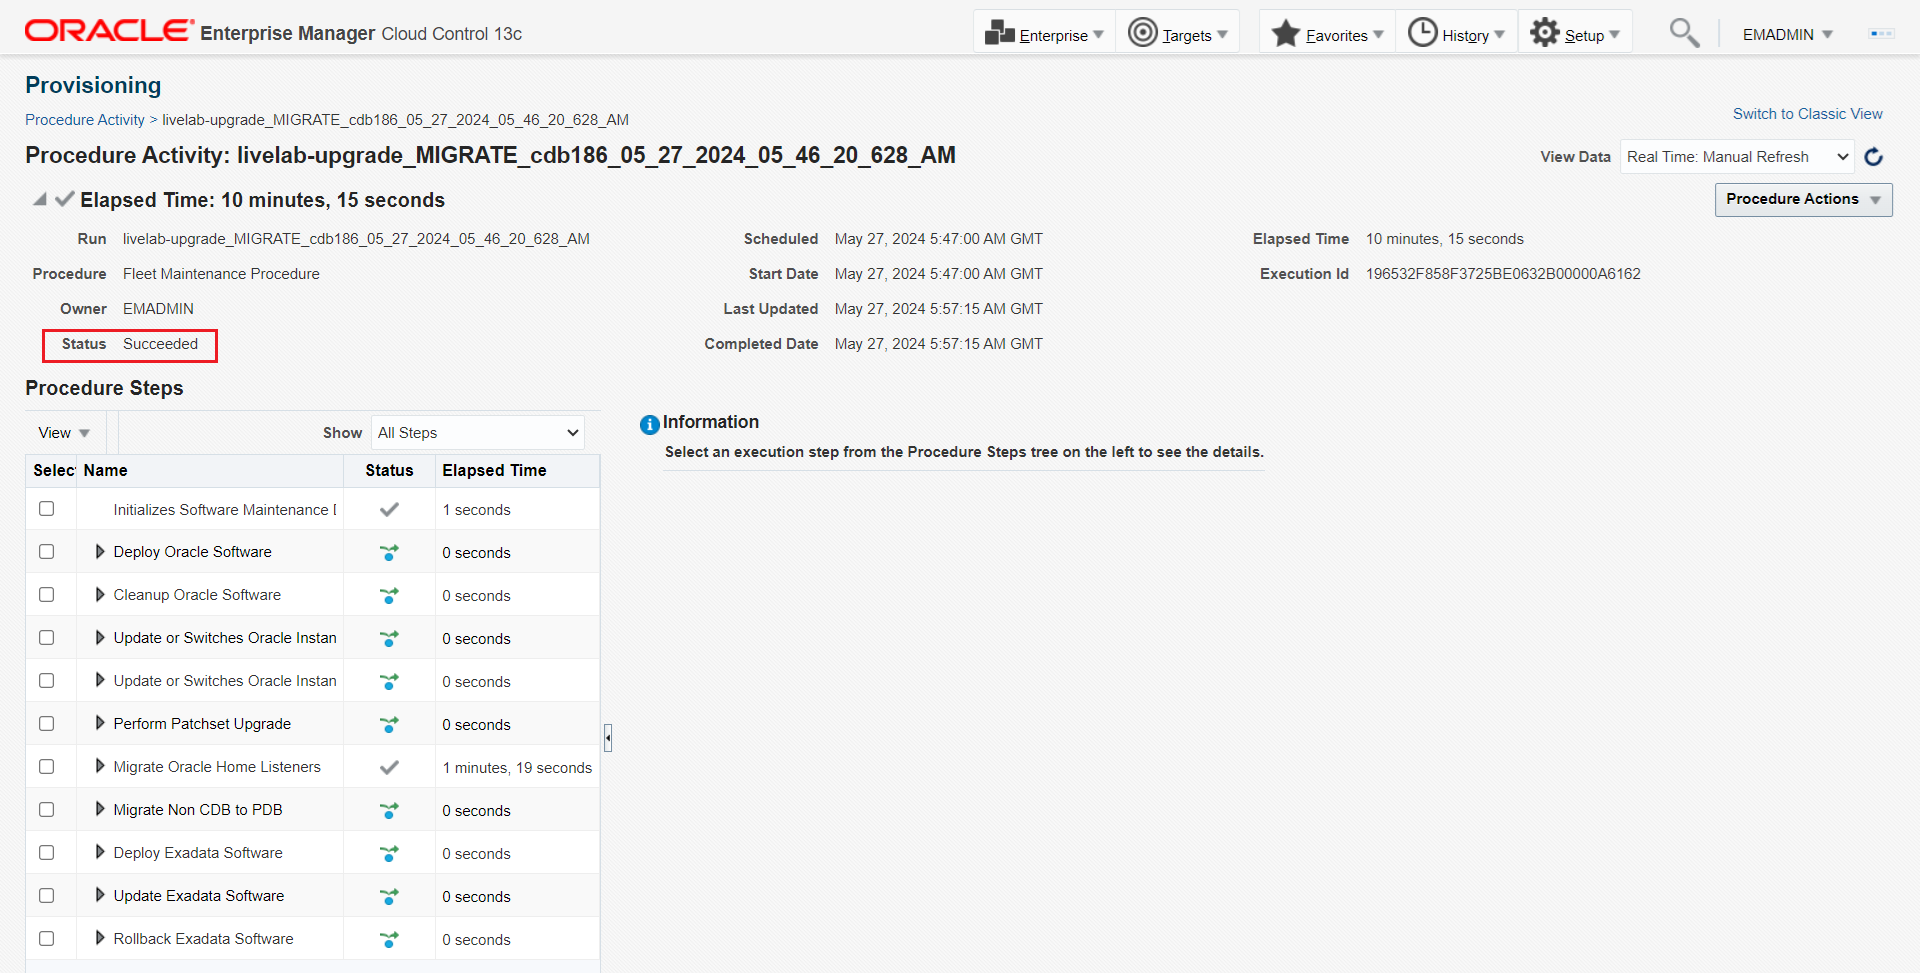 ORACLE Enterprise Manager Cloud Control 13c
Enterprise
Targets
Favorites
History
Setup
EMADMIN
Provisioning
Procedure Activity > livelab-upgrade_MIGRATE_cdb186_05_27_2024_05_46_20_628_AM
Switch to Classic View
Procedure Activity: livelab-upgrade_MIGRATE_cdb186_05_27_2024_05_46_20_628_AM
View Data Real Time: Manual Refresh
Elapsed Time: 10 minutes, 15 seconds
Procedure Actions
Run livelab-upgrade_MIGRATE_cdb186_05_27_2024_05_46_20_628_AM
Procedure Fleet Maintenance Procedure
Owner EMADMIN
Status Succeeded
Scheduled May 27, 2024 5:47:00 AM GMT
Start Date May 27, 2024 5:47:00 AM GMT
Last Updated May 27, 2024 5:57:15 AM GMT
Completed Date May 27, 2024 5:57:15 AM GMT
Elapsed Time 10 minutes, 15 seconds
Execution Id 196532F858F3725BE0632B00000A6162
Procedure Steps
View Show All Steps
Selec Name Status Elapsed Time
Initializes Software Maintenance 1 seconds
Deploy Oracle Software 0 seconds
Cleanup Oracle Software 0 seconds
Update or Switches Oracle Instan 0 seconds
Update or Switches Oracle Instan 0 seconds
Perform Patchset Upgrade 0 seconds
Migrate Oracle Home Listeners 1 minutes, 19 seconds
Migrate Non CDB to PDB 0 seconds
Deploy Exadata Software 0 seconds
Update Exadata Software 0 seconds
Rollback Exadata Software 0 seconds
Information
Select an execution step from the Procedure Steps tree on the left to see the details.